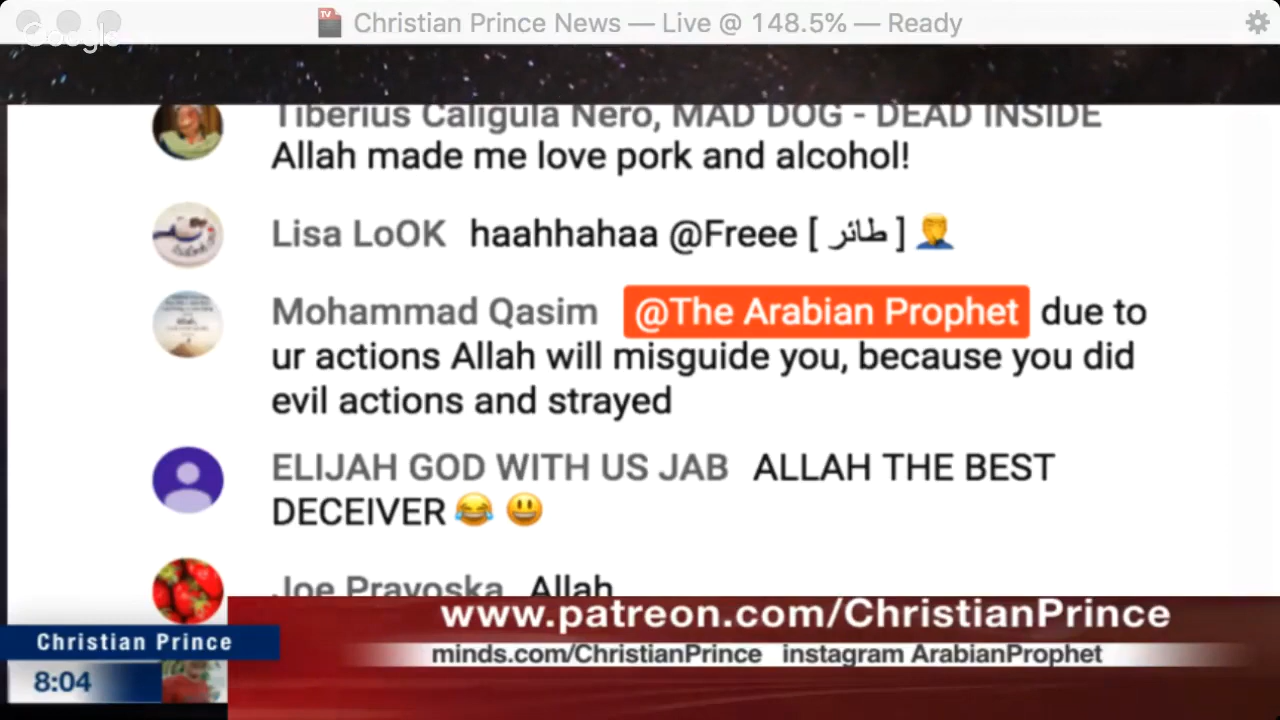 Christian Prince News — Live @ 148.5% — Ready
Google
Tiberius Caligula Nero, MAD DOG - DEAD INSIDE
Allah made me love pork and alcohol!
Lisa LoOK haahhahaa @Freee [ طائر ] 🤦‍♂️
Mohammad Qasim @The Arabian Prophet due to
ur actions Allah will misguide you, because you did
evil actions and strayed
ELIJAH GOD WITH US JAB ALLAH THE BEST
DECEIVER 😂 😃
Joe Pravoska Allah
www.patreon.com/ChristianPrince
Christian Prince
minds.com/ChristianPrince instagram ArabianProphet
8:04